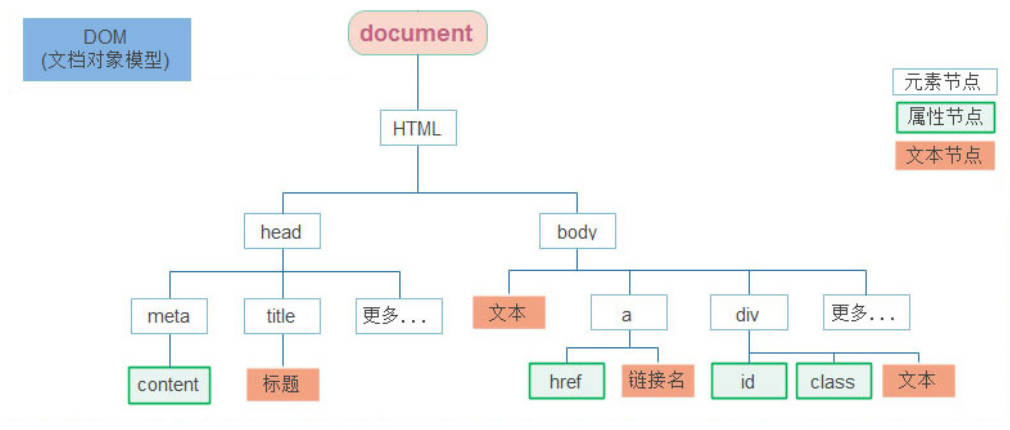 DOM
(文档对象模型)
document
元素节点
属性节点
文本节点
HTML
head
body
meta
title
更多...
文本
a
div
更多...
content
标题
href
链接名
id
class
文本